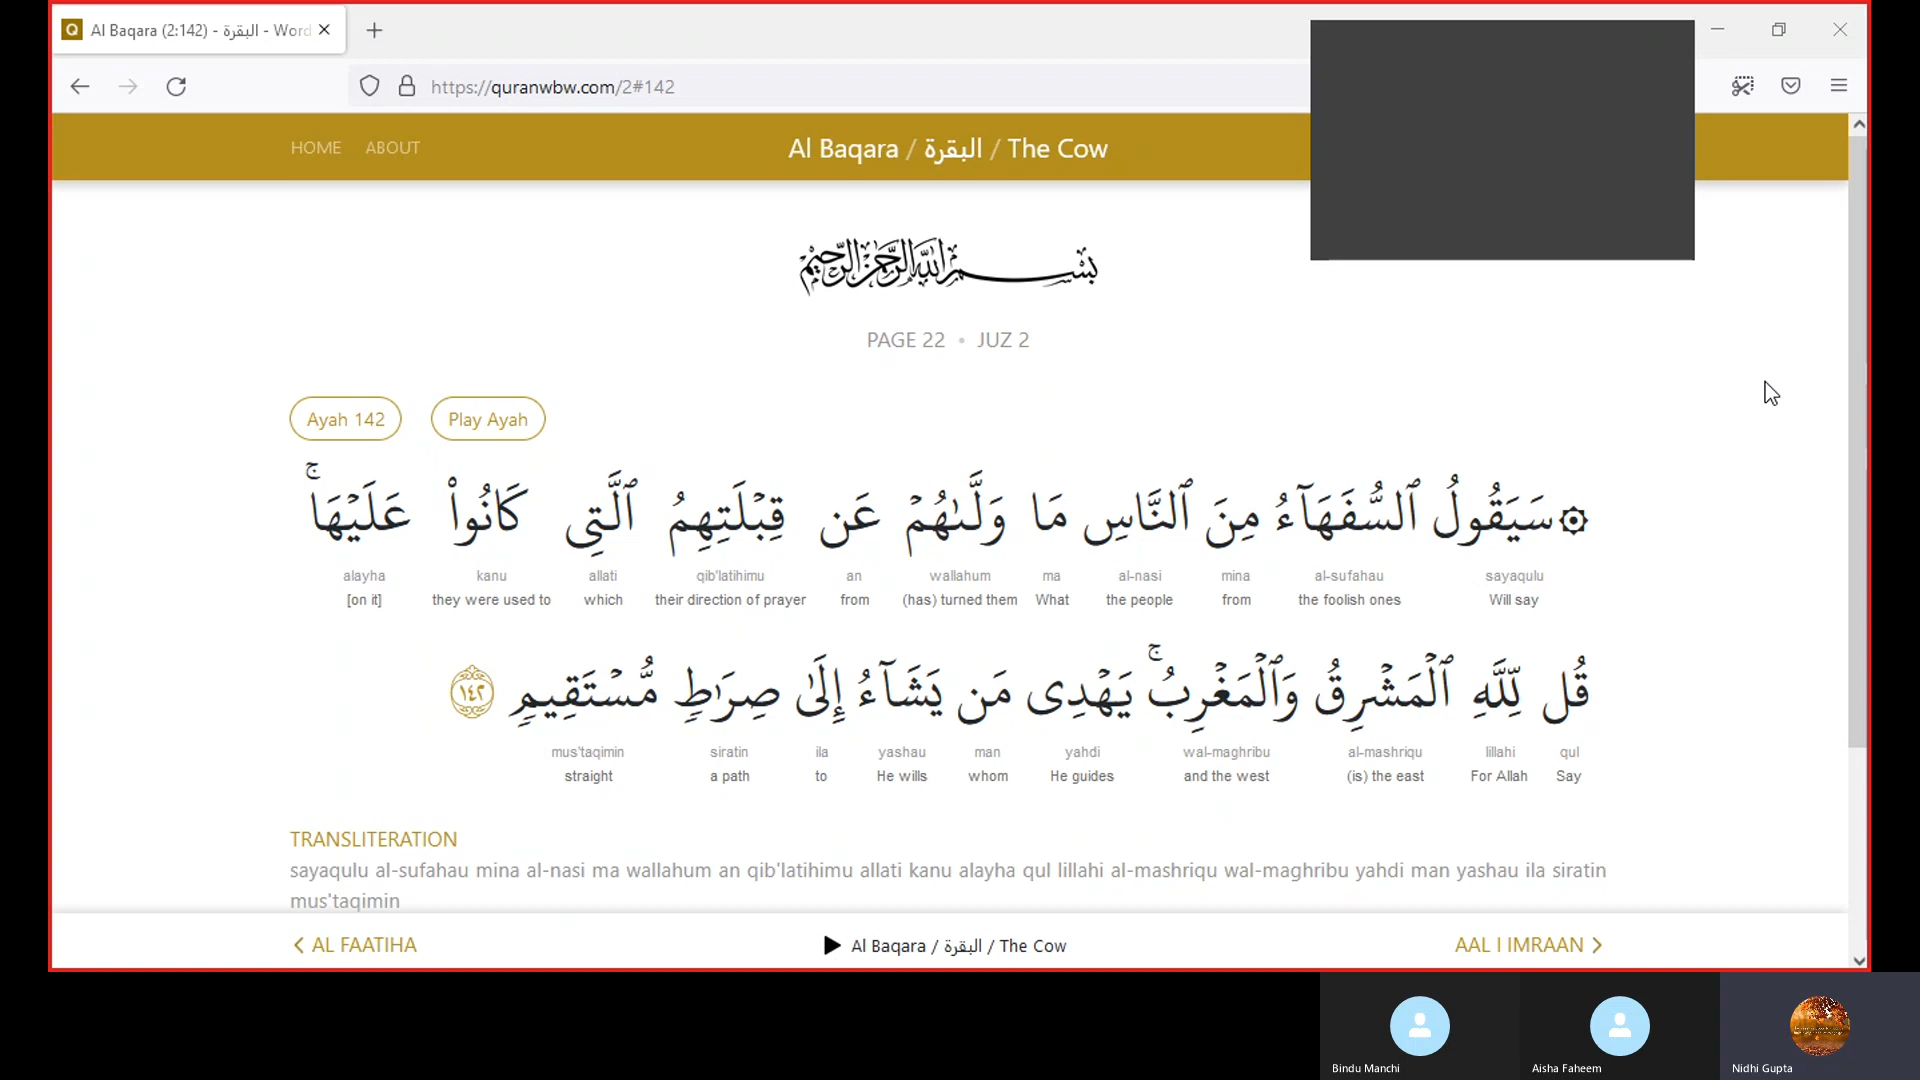 Al Baqara (2:142) - البقرة - Word
https://quranwbw.com/2#142
HOME ABOUT
Al Baqara / البقرة / The Cow
بسم الله الرحمن الرحيم
PAGE 22 • JUZ 2
Ayah 142 Play Ayah
۞ سَيَقُولُ ٱلسُّفَهَآءُ مِنَ ٱلنَّاسِ مَا وَلَّىٰهُمْ عَن قِبْلَتِهِمُ ٱلَّتِى كَانُوا۟ عَلَيْهَا ۚ
alayha kanu allati qib'latihimu an wallahum ma al-nasi mina al-sufahau sayaqulu
[on it] they were used to which their direction of prayer from (has) turned them What the people from the foolish ones Will say
قُل لِّلَّهِ ٱلْمَشْرِقُ وَٱلْمَغْرِبُ ۚ يَهْدِى مَن يَشَآءُ إِلَىٰ صِرَٰطٍ مُّسْتَقِيمٍ ١٤٢
mus'taqimin siratin ila yashau man yahdi wal-maghribu al-mashriqu lillahi qul
straight a path to He wills whom He guides and the west (is) the east For Allah Say
TRANSLITERATION
sayaqulu al-sufahau mina al-nasi ma wallahum an qib'latihimu allati kanu alayha qul lillahi al-mashriqu wal-maghribu yahdi man yashau ila siratin
mus'taqimin
AL FAATIHA
Al Baqara / البقرة / The Cow
AAL I IMRAAN
Bindu Manchi
Aisha Faheem
Nidhi Gupta